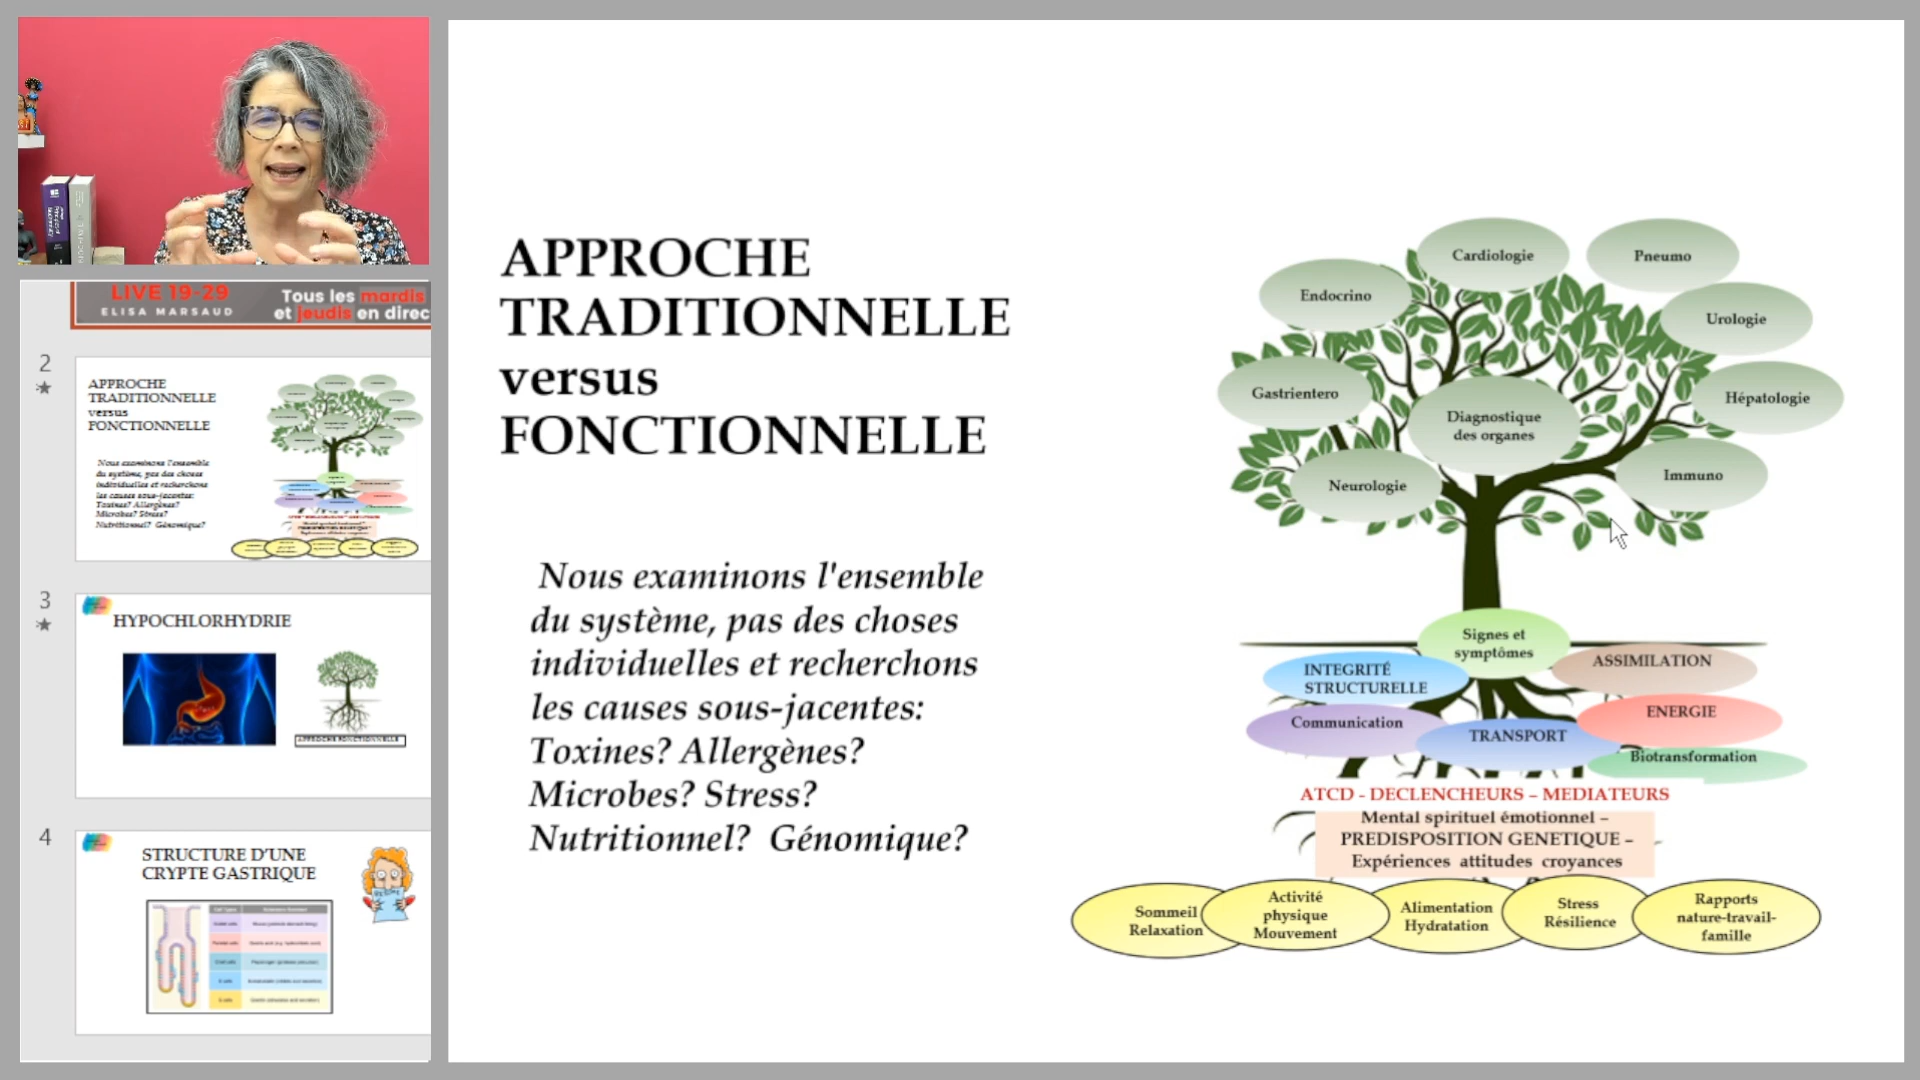 LIVE 19-29
ELISA MARSAUD
Tous les mardis
et jeudis en direc
2
APPROCHE
TRADITIONNELLE
versus
FONCTIONNELLE
Nous examinons l'ensemble
du système, pas des choses
individuelles et recherchons
les causes sous-jacentes:
Toxines? Allergènes?
Microbes? Stress?
Nutritionnel? Génomique?
3
HYPOCHLORHYDRIE
APPROCHE FONCTIONNELLE
4
STRUCTURE D'UNE
CRYPTE GASTRIQUE
APPROCHE
TRADITIONNELLE
versus
FONCTIONNELLE
Nous examinons l'ensemble
du système, pas des choses
individuelles et recherchons
les causes sous-jacentes:
Toxines? Allergènes?
Microbes? Stress?
Nutritionnel? Génomique?
Cardiologie
Pneumo
Endocrino
Urologie
Gastrientero
Hépatologie
Diagnostique
des organes
Neurologie
Immuno
Signes et
symptômes
INTEGRITÉ
STRUCTURELLE
ASSIMILATION
Communication
ENERGIE
TRANSPORT
Biotransformation
ATCD - DECLENCHEURS – MEDIATEURS
Mental spirituel émotionnel –
PREDISPOSITION GENETIQUE –
Expériences attitudes croyances
Sommeil
Relaxation
Activité
physique
Mouvement
Alimentation
Hydratation
Stress
Résilience
Rapports
nature-travail-
famille